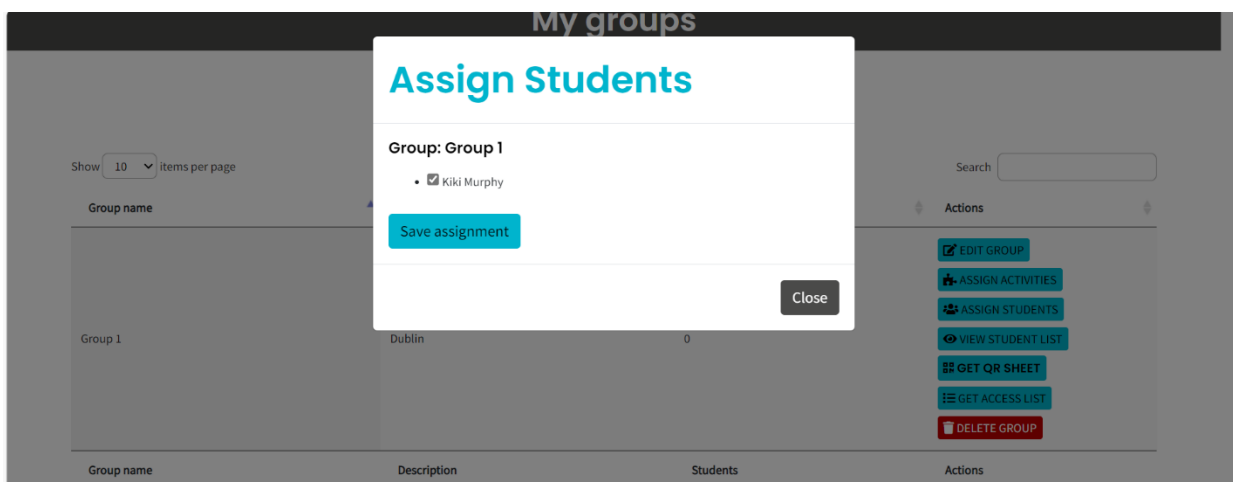 My groups
Assign Students
Group: Group 1
Kiki Murphy
Save assignment
Close
Show 10 items per page
Search
Group name
Actions
Group 1
Dublin
0
EDIT GROUP
ASSIGN ACTIVITIES
ASSIGN STUDENTS
VIEW STUDENT LIST
GET QR SHEET
GET ACCESS LIST
DELETE GROUP
Group name Description Students Actions